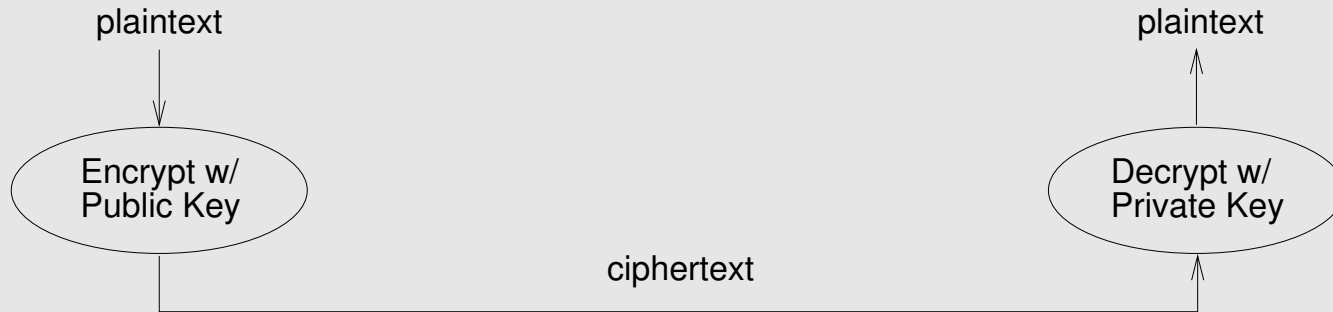 plaintext
plaintext
Encrypt w/
Public Key
Decrypt w/
Private Key
ciphertext